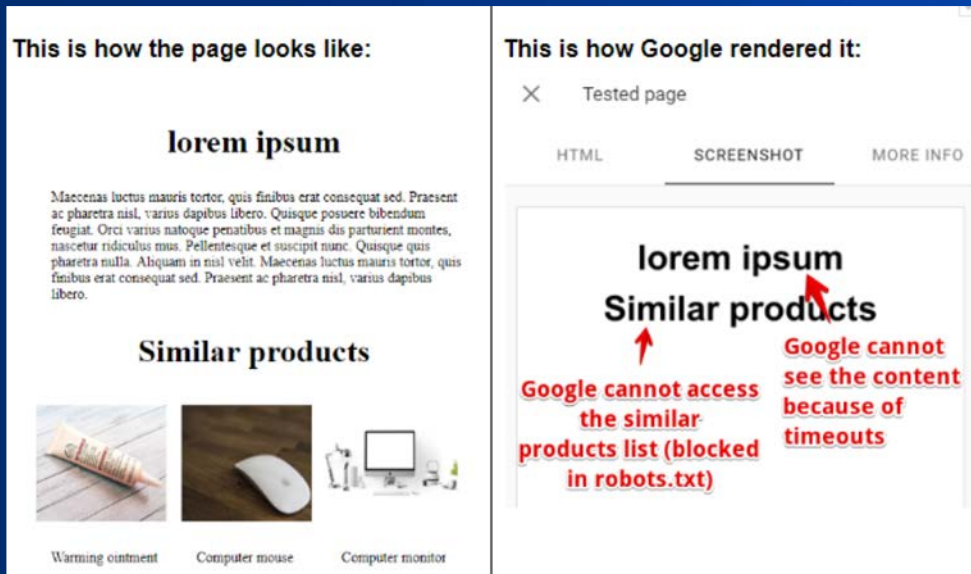 This is how the page looks like:
lorem ipsum
Maecenas luctus mauris tortor, quis finibus erat consequat sed. Praesent
ac pharetra nisl, varius dapibus libero. Quisque posuere bibendum
feugiat. Orci varius natoque penatibus et magnis dis parturient montes,
nascetur ridiculus mus. Pellentesque et suscipit nunc. Quisque quis
pharetra nulla. Aliquam in nisl velit. Maecenas luctus mauris tortor, quis
finibus erat consequat sed. Praesent ac pharetra nisl, varius dapibus
libero.
Similar products
Warming ointment
Computer mouse
Computer monitor
This is how Google rendered it:
Tested page
HTML
SCREENSHOT
MORE INFO
lorem ipsum
Similar products
Google cannot access
the similar
products list (blocked
in robots.txt)
Google cannot
see the content
because of
timeouts